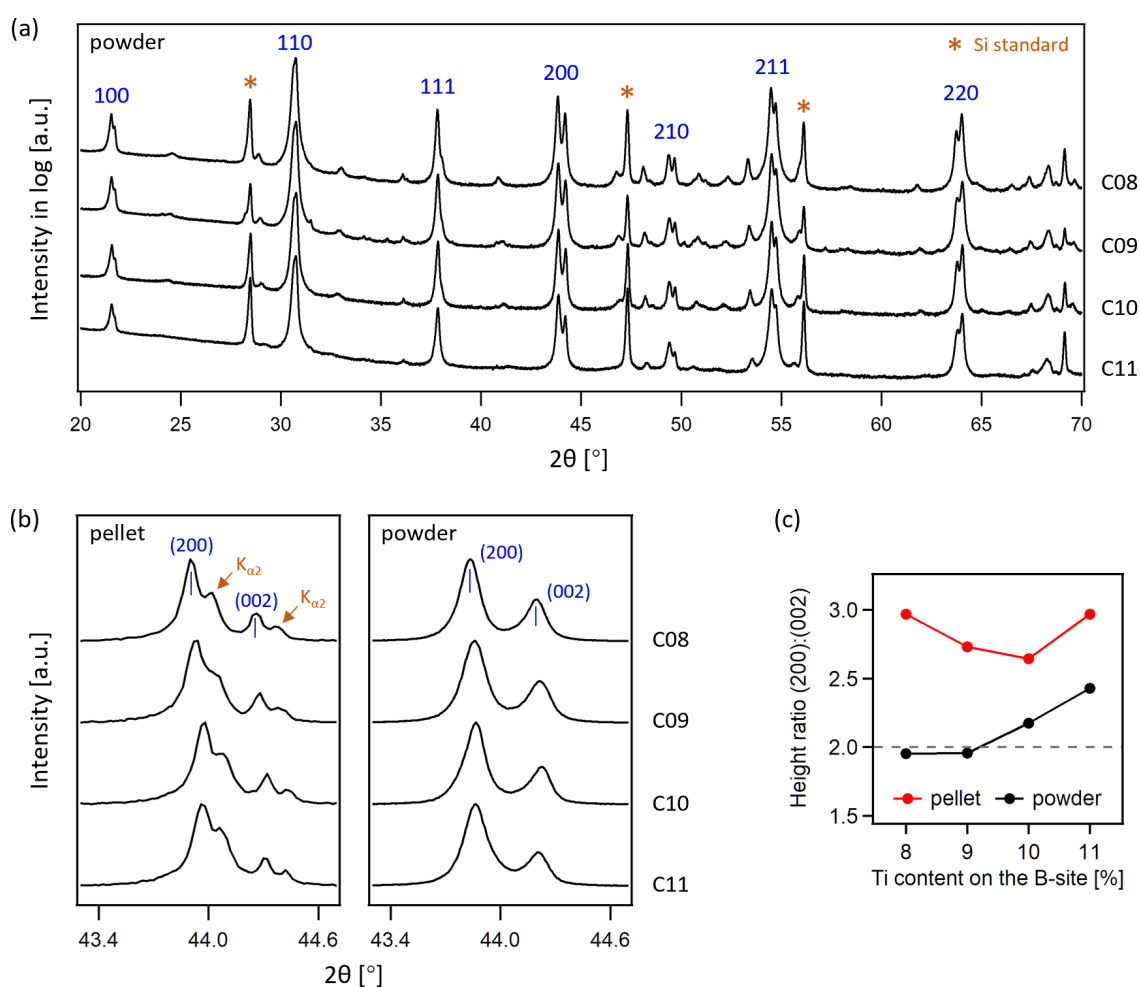 (a)
powder
* Si standard
100
*
110
111
200
*
210
211
*
220
C08
C09
C10
C11
Intensity in log [a.u.]
20 25 30 35 40 45 50 55 60 65 70
2θ [°]
(b)
pellet
(200)
Kα2
(002)
Kα2
powder
(200)
(002)
C08
C09
C10
C11
Intensity [a.u.]
43.4 44.0 44.6
43.4 44.0 44.6
2θ [°]
(c)
Height ratio (200):(002)
3.0
2.5
2.0
1.5
pellet powder
8 9 10 11
Ti content on the B-site [%]